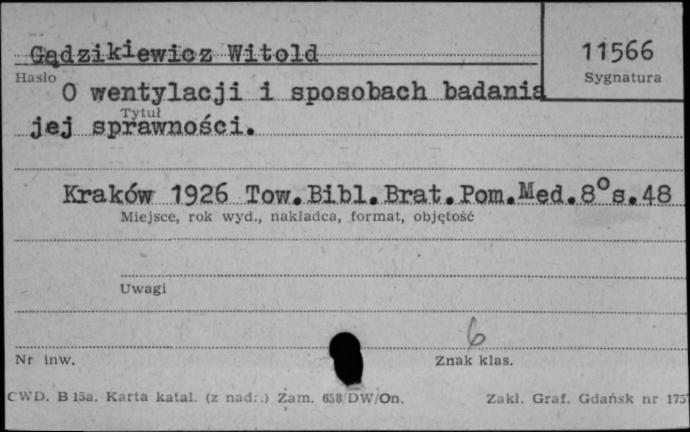 Gądzikiewicz Witold
11566
Hasło
Sygnatura
O wentylacji i sposobach badania
Tytuł
jej sprawności.
Kraków 1926 Tow.Bibl.Brat.Pom.Med.8°s.48
Miejsce, rok wyd., nakładca, format, objętość
Uwagi
6
Nr inw.
Znak klas.
CWD. B 15a. Karta katal. (z nadr.) Zam. 658/DW/On.
Zakł. Graf. Gdańsk nr